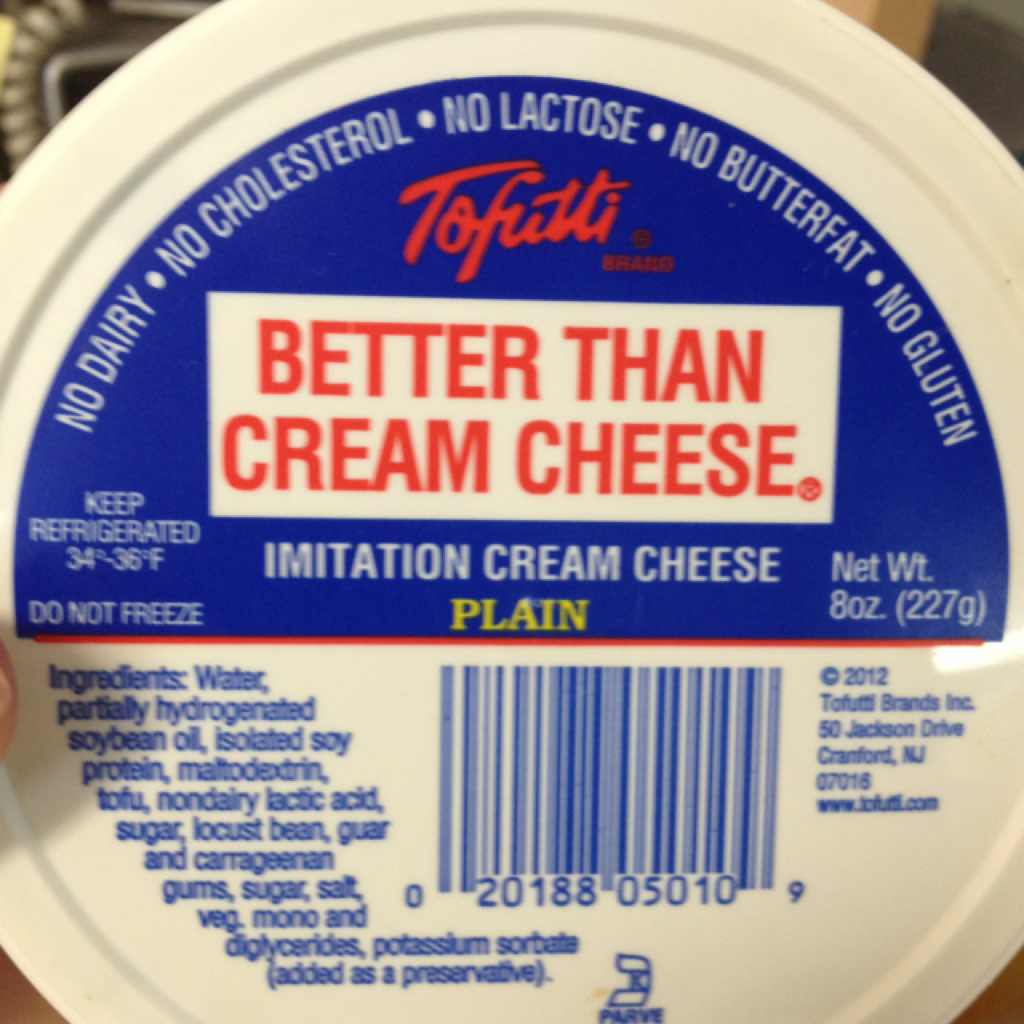 NO DAIRY • NO CHOLESTEROL • NO LACTOSE • NO BUTTERFAT • NO GLUTEN
Tofutti
BRAND
BETTER THAN
CREAM CHEESE®
KEEP
REFRIGERATED
34°-36°F
DO NOT FREEZE
IMITATION CREAM CHEESE
PLAIN
Net Wt.
8oz. (227g)
Ingredients: Water,
partially hydrogenated
soybean oil, isolated soy
protein, maltodextrin,
tofu, nondairy lactic acid,
sugar, locust bean, guar
and carrageenan
gums, sugar, salt,
veg. mono and
diglycerides, potassium sorbate
(added as a preservative).
0 20188 05010 9
© 2012
Tofutti Brands Inc.
50 Jackson Drive
Cranford, NJ
07016
www.tofutti.com
PARVE